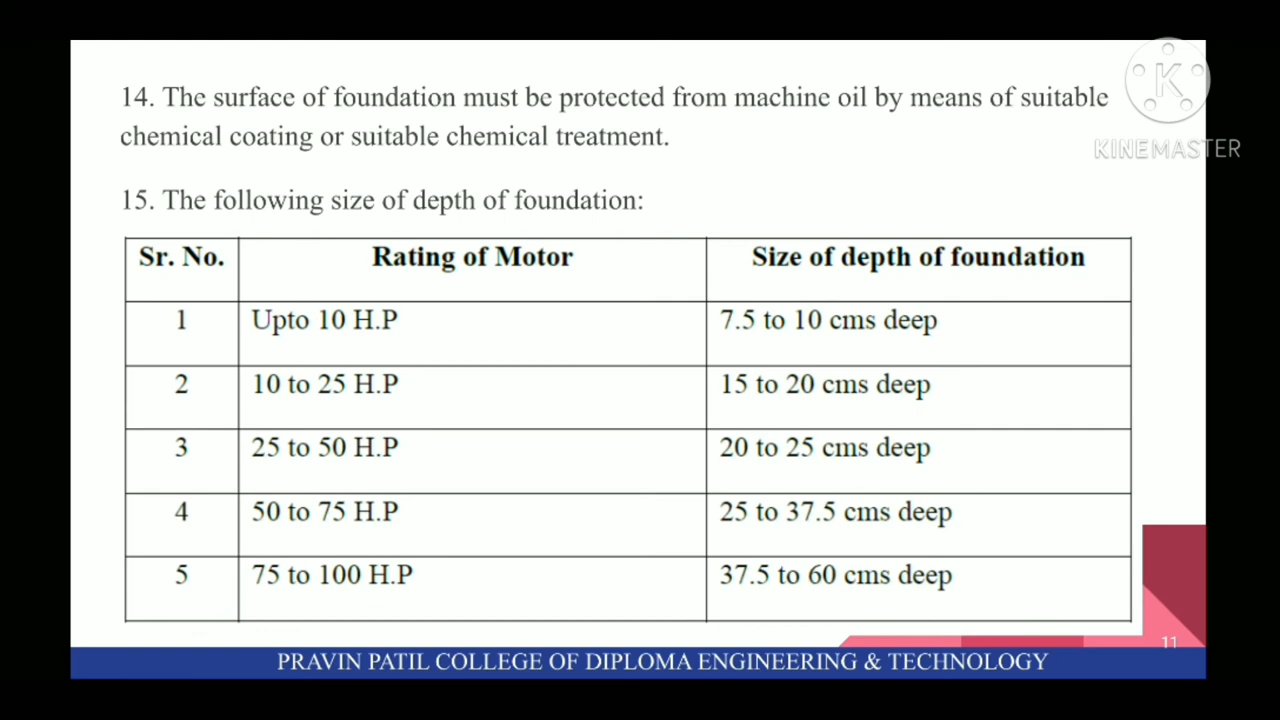 14. The surface of foundation must be protected from machine oil by means of suitable
chemical coating or suitable chemical treatment.
K
KINEMASTER
15. The following size of depth of foundation:
Sr. No. Rating of Motor Size of depth of foundation
1 Upto 10 H.P 7.5 to 10 cms deep
2 10 to 25 H.P 15 to 20 cms deep
3 25 to 50 H.P 20 to 25 cms deep
4 50 to 75 H.P 25 to 37.5 cms deep
5 75 to 100 H.P 37.5 to 60 cms deep
11
PRAVIN PATIL COLLEGE OF DIPLOMA ENGINEERING & TECHNOLOGY